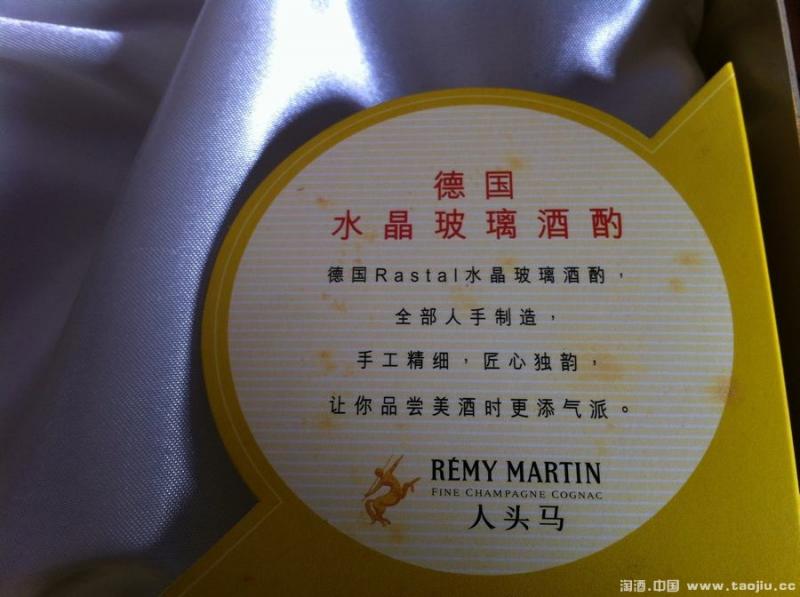 德国
水晶玻璃酒酌
德国Rastal水晶玻璃酒酌，
全部人手制造，
手工精细，匠心独韵，
让你品尝美酒时更添气派。
RÉMY MARTIN
FINE CHAMPAGNE COGNAC
人头马
淘酒.中国 www.taojiu.cc